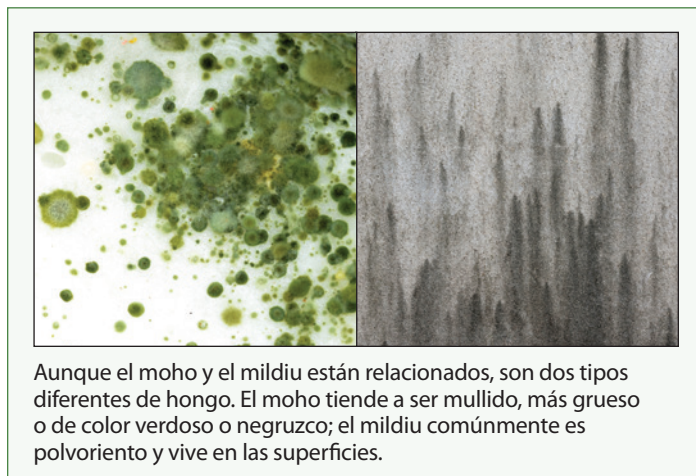 Aunque el moho y el mildiu están relacionados, son dos tipos
diferentes de hongo. El moho tiende a ser mullido, más grueso
o de color verdoso o negruzco; el mildiu comúnmente es
polvoriento y vive en las superficies.